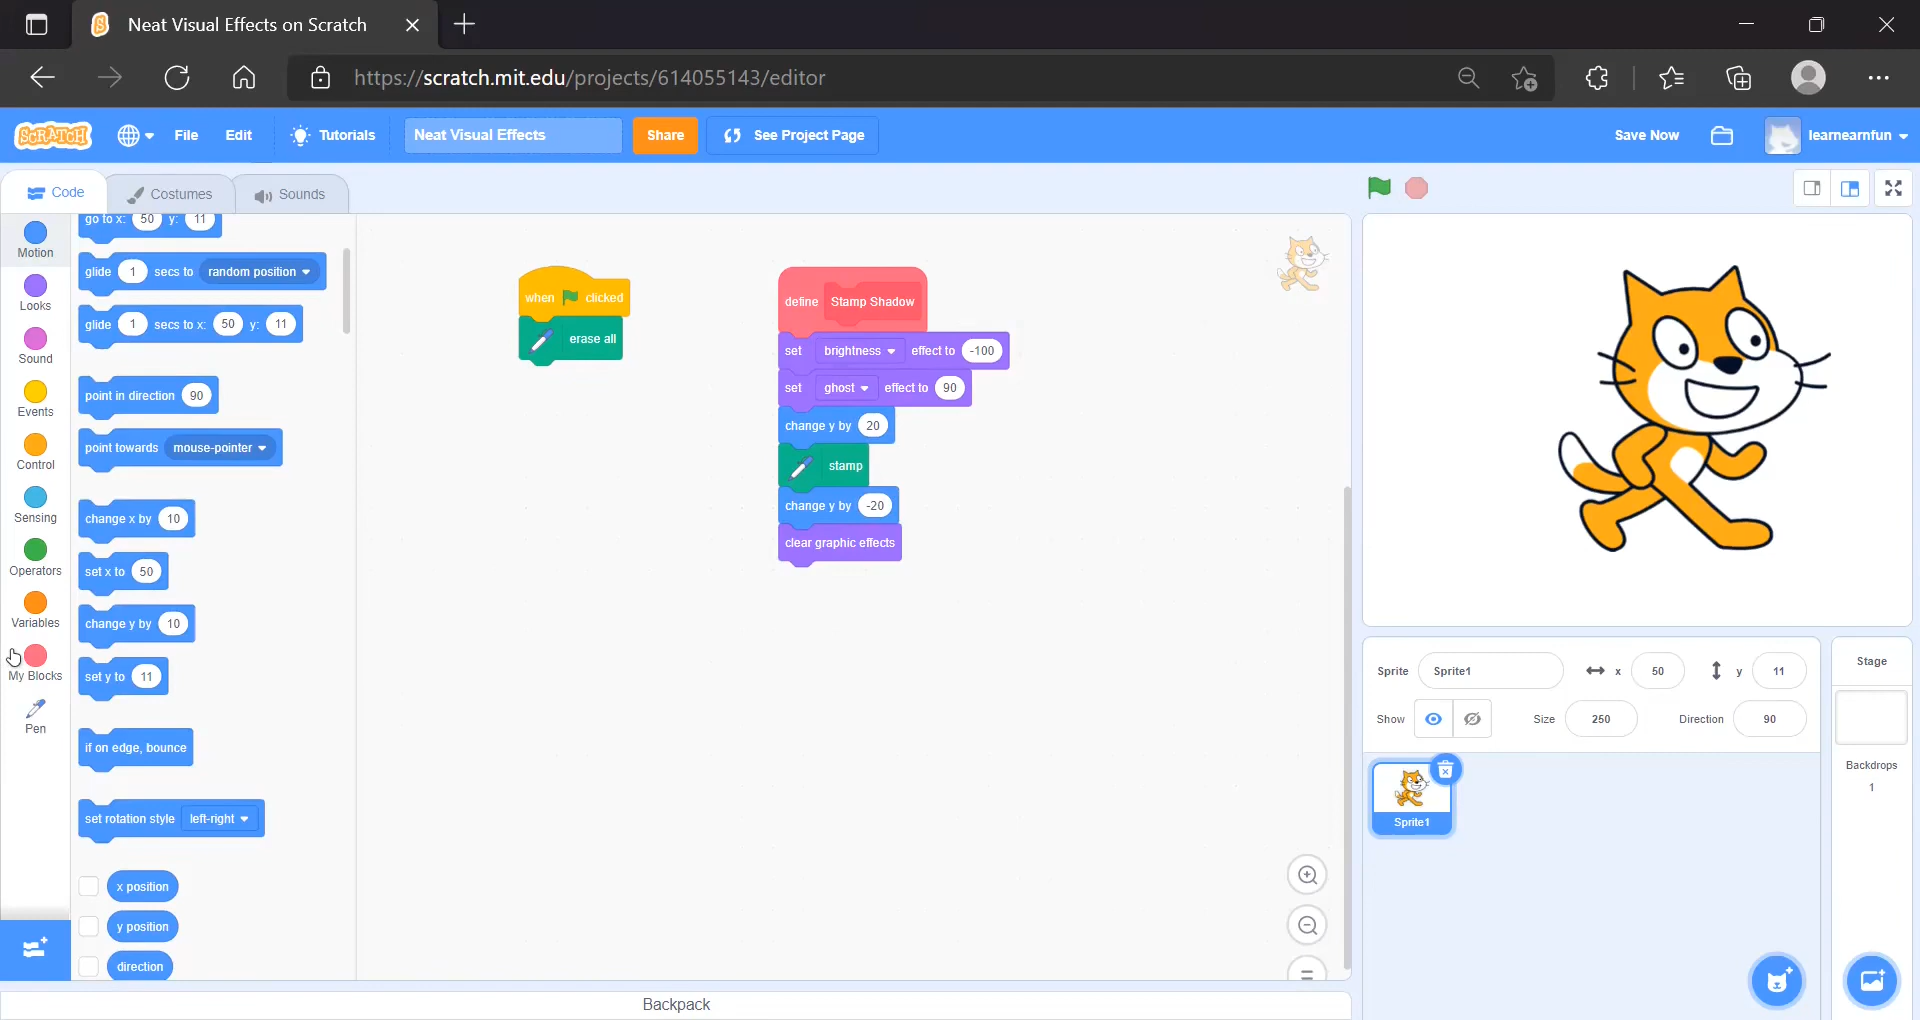 Neat Visual Effects on Scratch
https://scratch.mit.edu/projects/614055143/editor
SCRATCH File Edit Tutorials Neat Visual Effects Share See Project Page Save Now learnearnfun
Code Costumes Sounds
Motion
Looks
Sound
Events
Control
Sensing
Operators
Variables
My Blocks
Pen
go to x: 50 y: 11
glide 1 secs to random position
glide 1 secs to x: 50 y: 11
point in direction 90
point towards mouse-pointer
change x by 10
set x to 50
change y by 10
set y to 11
if on edge, bounce
set rotation style left-right
x position
y position
direction
when clicked
erase all
define Stamp Shadow
set brightness effect to -100
set ghost effect to 90
change y by 20
stamp
change y by -20
clear graphic effects
Sprite Sprite1 x 50 y 11
Show Size 250 Direction 90
Sprite1
Stage
Backdrops
1
Backpack